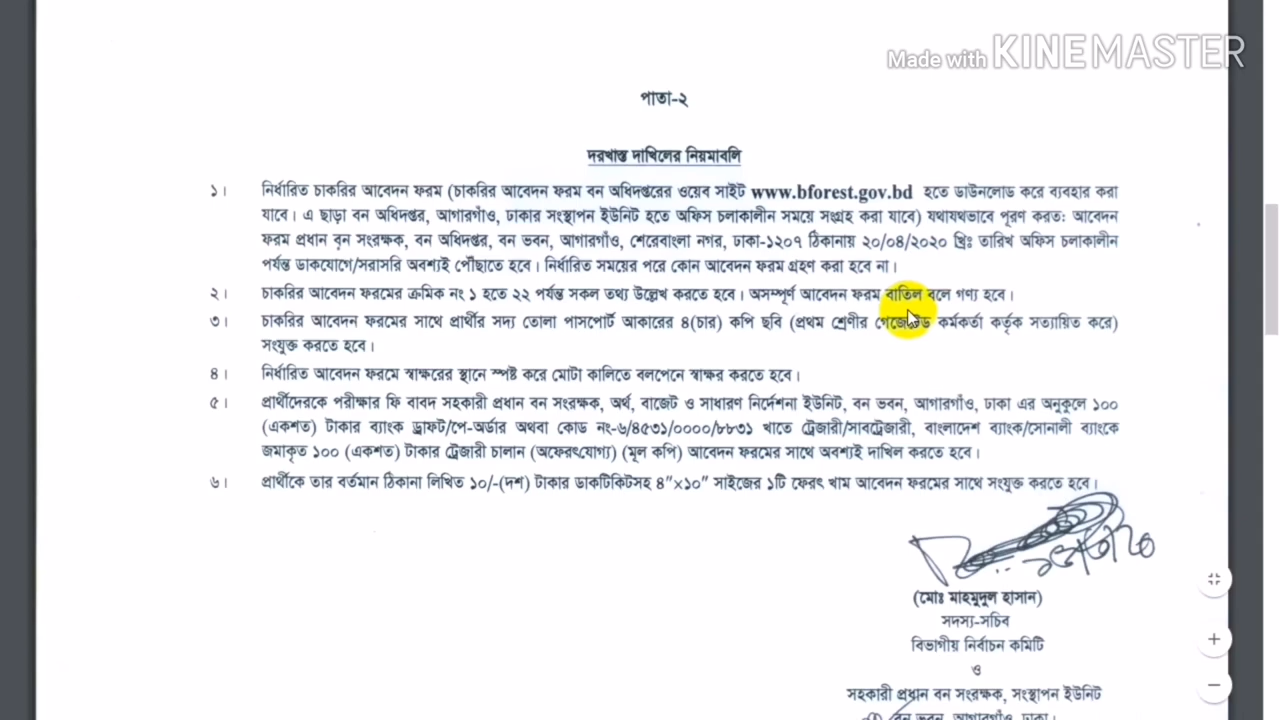 Made with KINEMASTER
পাতা-২
দরখাস্ত দাখিলের নিয়মাবলি
১। নির্ধারিত চাকরির আবেদন ফরম (চাকরির আবেদন ফরম বন অধিদপ্তরের ওয়েব সাইট www.bforest.gov.bd হতে ডাউনলোড করে ব্যবহার করা
যাবে। এ ছাড়া বন অধিদপ্তর, আগারগাঁও, ঢাকার সংস্থাপন ইউনিট হতে অফিস চলাকালীন সময়ে সংগ্রহ করা যাবে) যথাযথভাবে পূরণ করত: আবেদন
ফরম প্রধান বন সংরক্ষক, বন অধিদপ্তর, বন ভবন, আগারগাঁও, শেরেবাংলা নগর, ঢাকা-১২০৭ ঠিকানায় ২০/০৪/২০২০ খ্রিঃ তারিখ অফিস চলাকালীন
পর্যন্ত ডাকযোগে/সরাসরি অবশ্যই পৌঁছাতে হবে। নির্ধারিত সময়ের পরে কোন আবেদন ফরম গ্রহণ করা হবে না।
২। চাকরির আবেদন ফরমের ক্রমিক নং ১ হতে ২২ পর্যন্ত সকল তথ্য উল্লেখ করতে হবে। অসম্পূর্ণ আবেদন ফরম বাতিল বলে গণ্য হবে।
৩। চাকরির আবেদন ফরমের সাথে প্রার্থীর সদ্য তোলা পাসপোর্ট আকারের ৪(চার) কপি ছবি (প্রথম শ্রেণীর গেজেটেড কর্মকর্তা কর্তৃক সত্যায়িত করে)
সংযুক্ত করতে হবে।
৪। নির্ধারিত আবেদন ফরমে স্বাক্ষরের স্থানে স্পষ্ট করে মোটা কালিতে বলপেনে স্বাক্ষর করতে হবে।
৫। প্রার্থীদেরকে পরীক্ষার ফি বাবদ সহকারী প্রধান বন সংরক্ষক, অর্থ, বাজেট ও সাধারণ নির্দেশনা ইউনিট, বন ভবন, আগারগাঁও, ঢাকা এর অনুকুলে ১০০
(একশত) টাকার ব্যাংক ড্রাফট/পে-অর্ডার অথবা কোড নং-৬/৪৫৩১/০০০০/৮৮৩১ খাতে ট্রেজারী/সাবট্রেজারী, বাংলাদেশ ব্যাংক/সোনালী ব্যাংকে
জমাকৃত ১০০ (একশত) টাকার ট্রেজারী চালান (অফেরৎযোগ্য) (মূল কপি) আবেদন ফরমের সাথে অবশ্যই দাখিল করতে হবে।
৬। প্রার্থীকে তার বর্তমান ঠিকানা লিখিত ১০/-(দশ) টাকার ডাকটিকিটসহ ৪"×১০" সাইজের ১টি ফেরৎ খাম আবেদন ফরমের সাথে সংযুক্ত করতে হবে।
(মোঃ মাহমুদুল হাসান)
সদস্য-সচিব
বিভাগীয় নির্বাচন কমিটি
ও
সহকারী প্রধান বন সংরক্ষক, সংস্থাপন ইউনিট
বন ভবন, আগারগাঁও, ঢাকা।